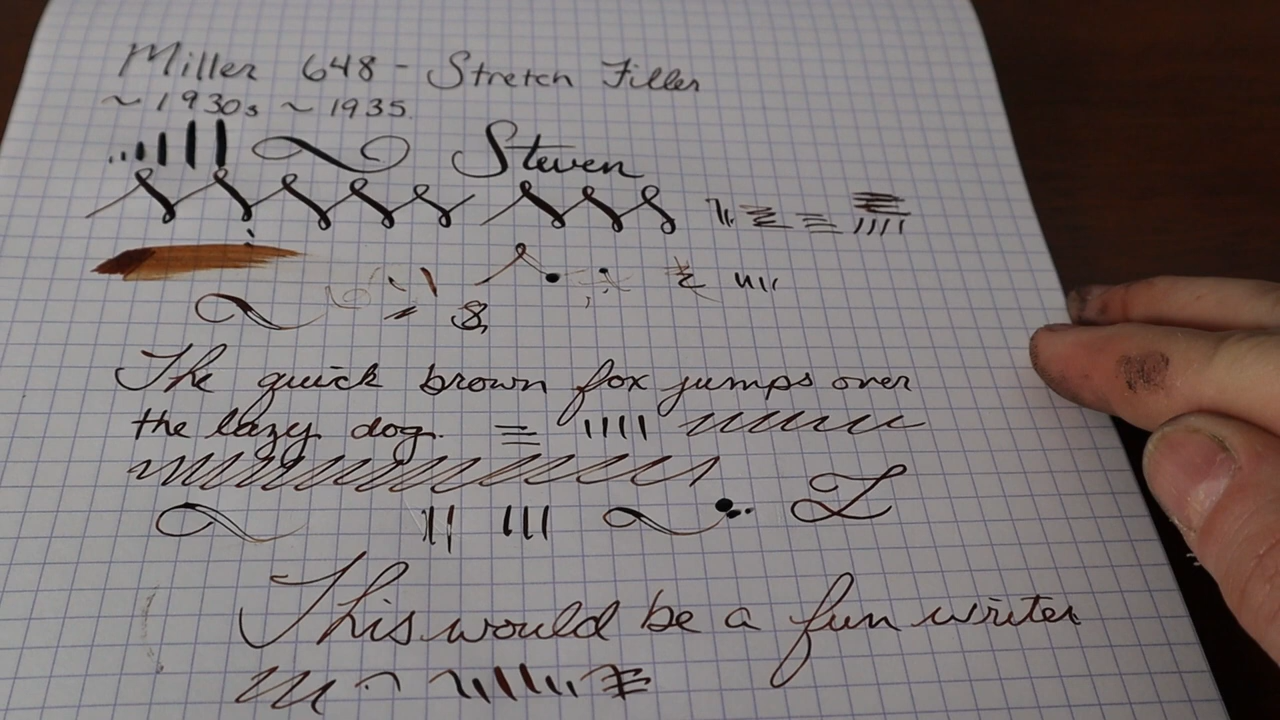 Miller 648 - Stretch Filler
~ 1930s ~ 1935.
Steven
8
The quick brown fox jumps over
the lazy dog.
Z
This would be a fun writer